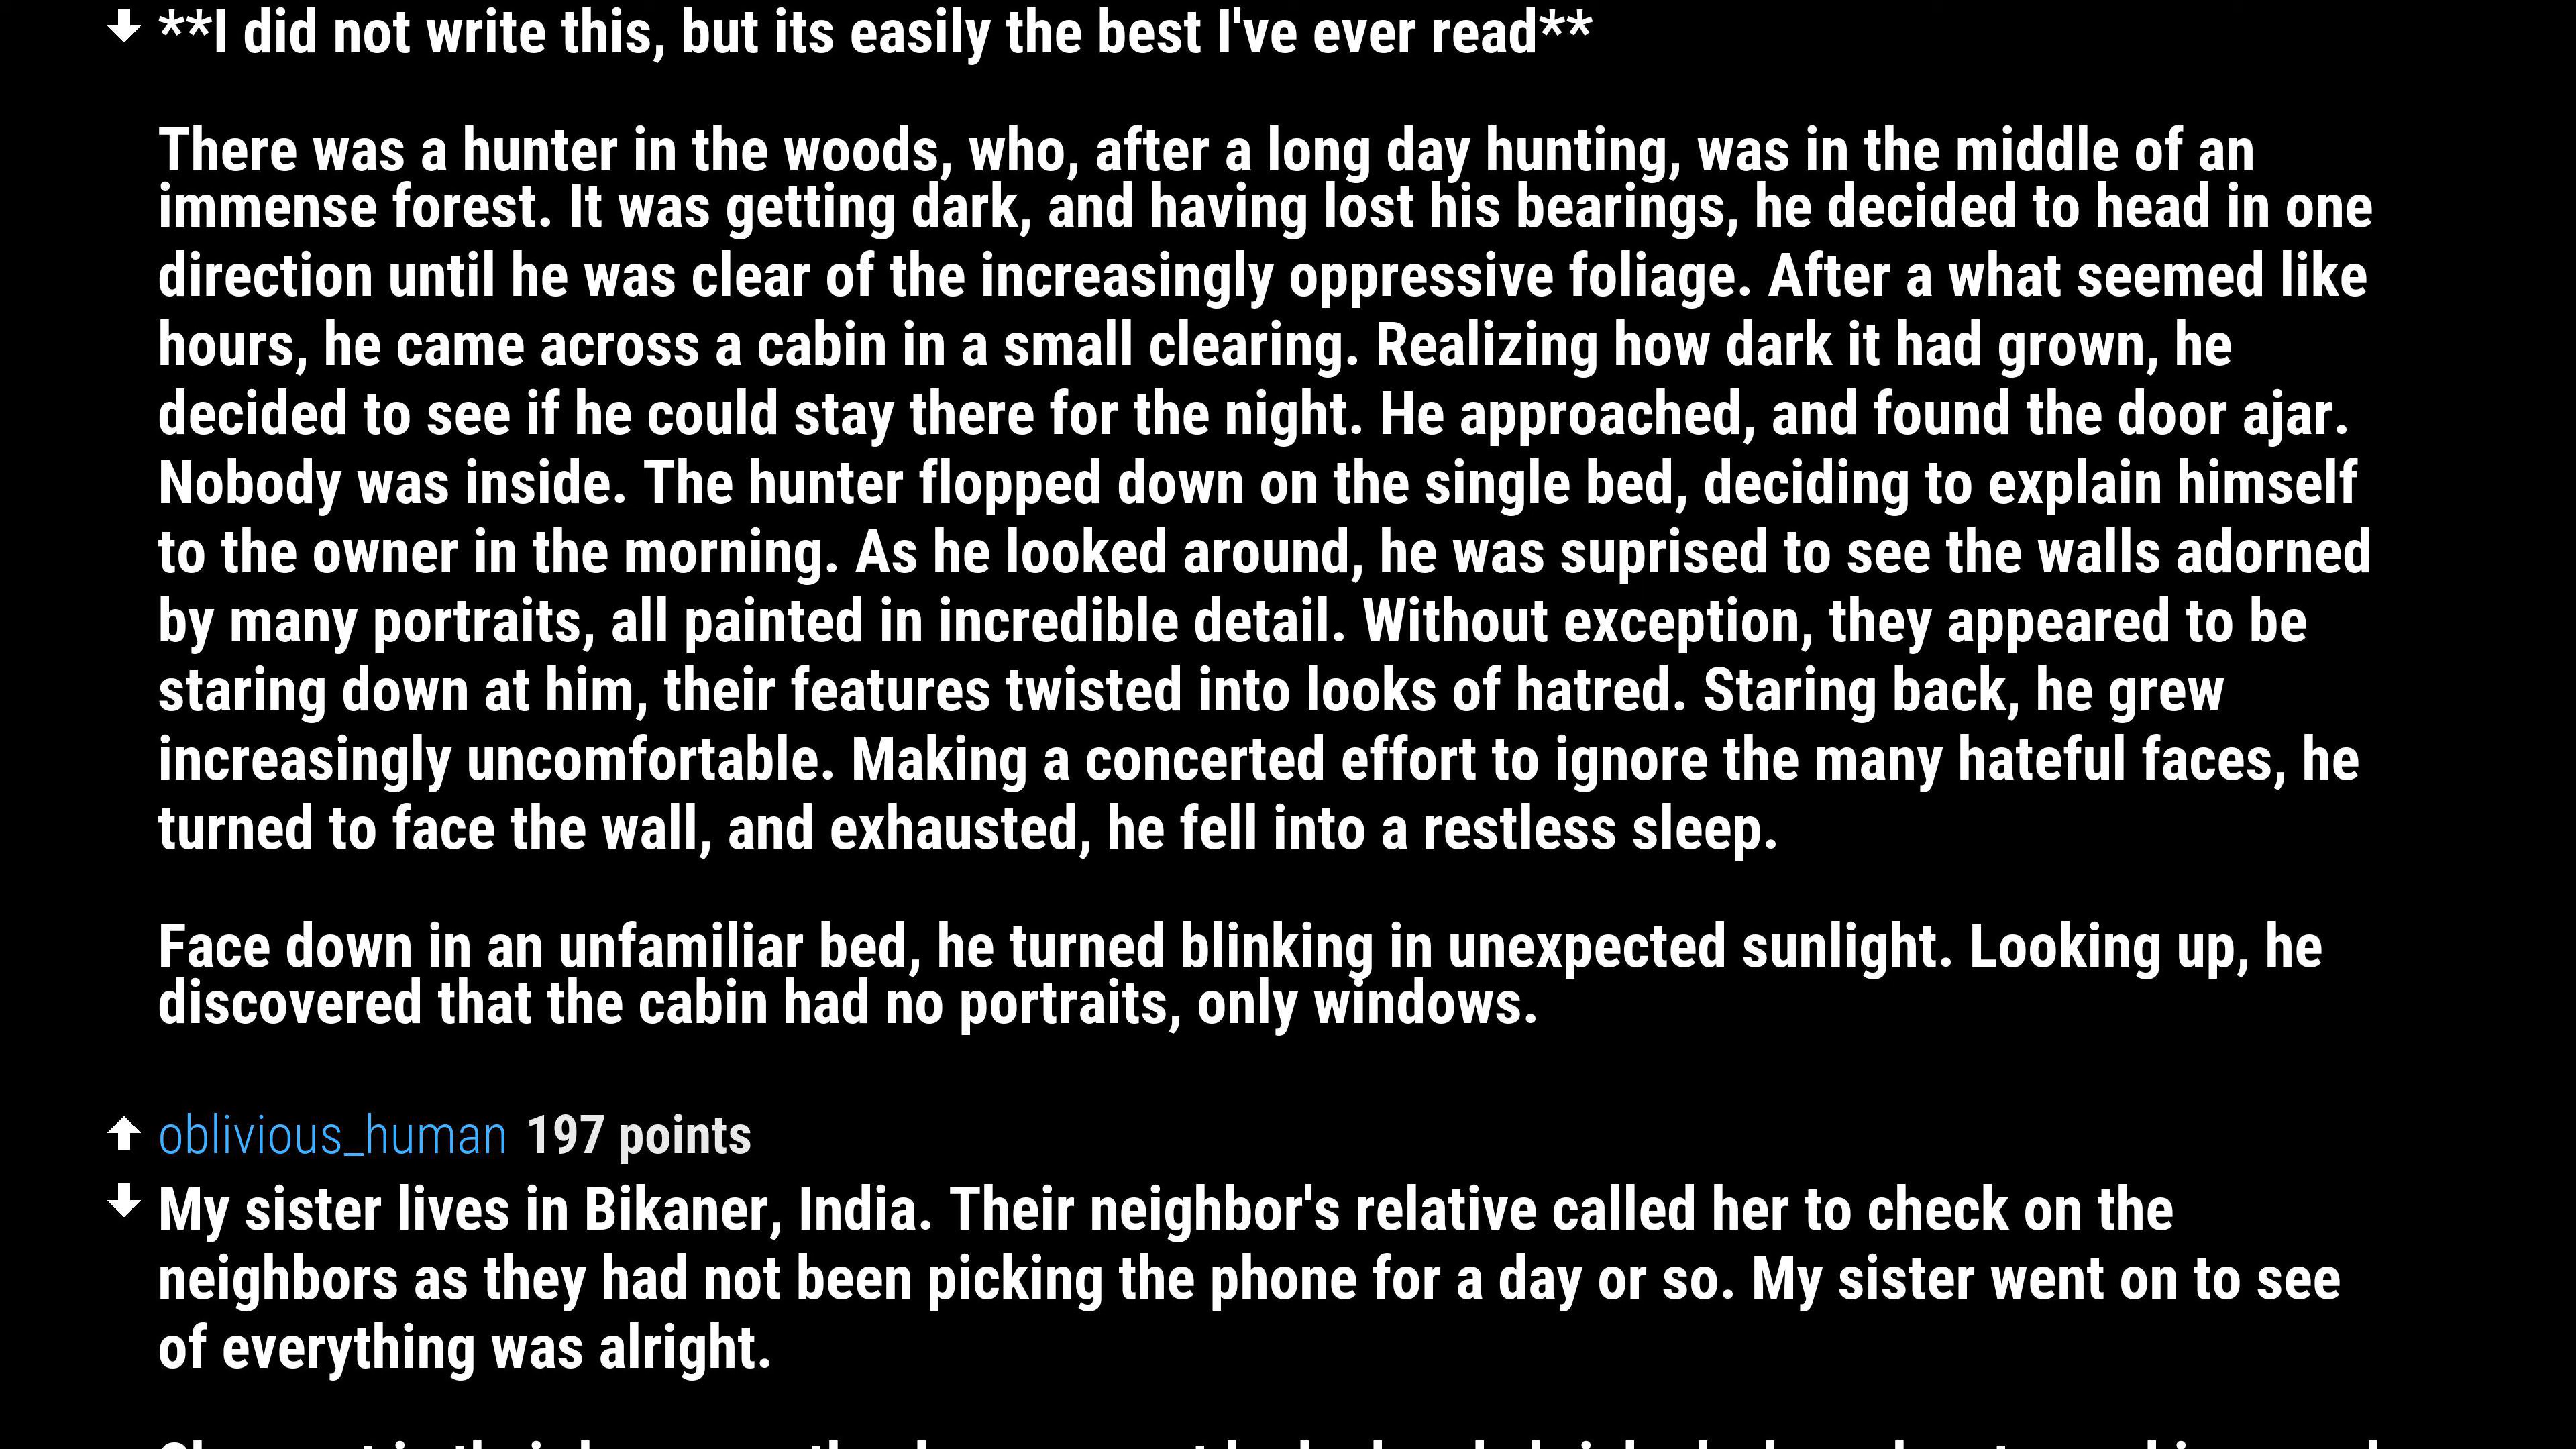 **I did not write this, but its easily the best I've ever read**
There was a hunter in the woods, who, after a long day hunting, was in the middle of an
immense forest. It was getting dark, and having lost his bearings, he decided to head in one
direction until he was clear of the increasingly oppressive foliage. After a what seemed like
hours, he came across a cabin in a small clearing. Realizing how dark it had grown, he
decided to see if he could stay there for the night. He approached, and found the door ajar.
Nobody was inside. The hunter flopped down on the single bed, deciding to explain himself
to the owner in the morning. As he looked around, he was suprised to see the walls adorned
by many portraits, all painted in incredible detail. Without exception, they appeared to be
staring down at him, their features twisted into looks of hatred. Staring back, he grew
increasingly uncomfortable. Making a concerted effort to ignore the many hateful faces, he
turned to face the wall, and exhausted, he fell into a restless sleep.
Face down in an unfamiliar bed, he turned blinking in unexpected sunlight. Looking up, he
discovered that the cabin had no portraits, only windows.
oblivious_human 197 points
My sister lives in Bikaner, India. Their neighbor's relative called her to check on the
neighbors as they had not been picking the phone for a day or so. My sister went on to see
of everything was alright.